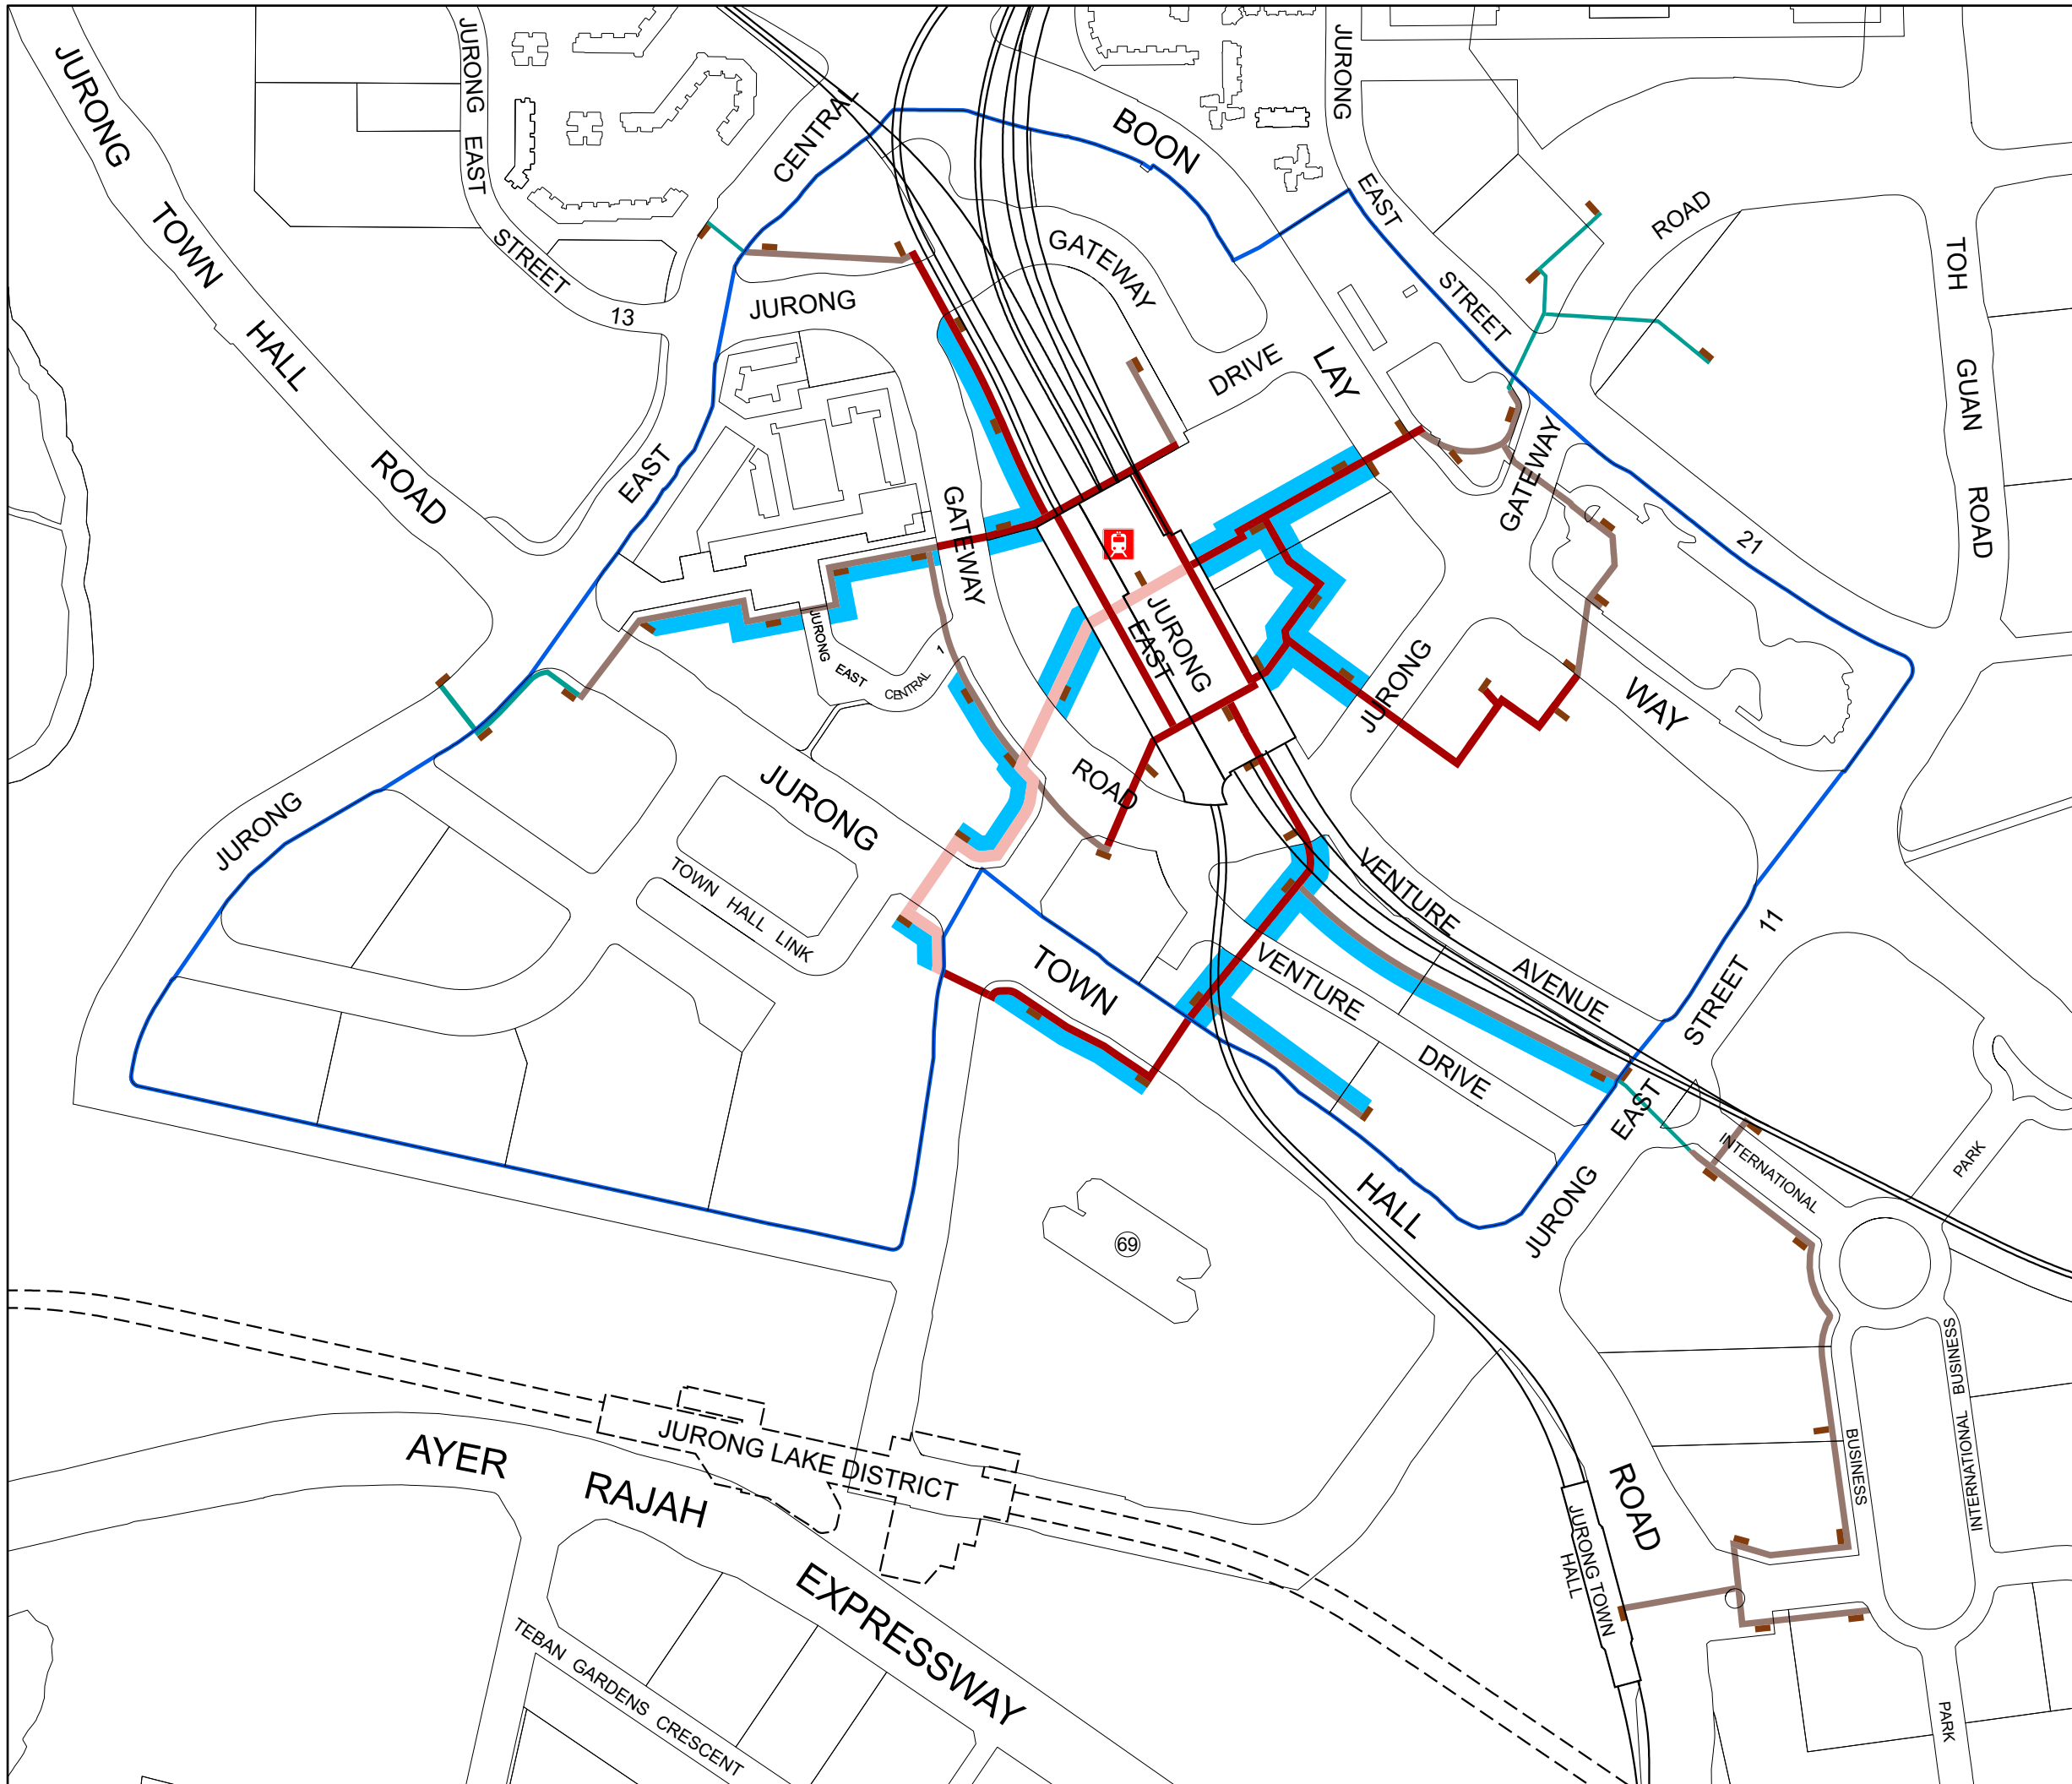 JURONG
TOWN
HALL
ROAD
JURONG
EAST
STREET
13
CENTRAL
BOON
LAY
WAY
JURONG
EAST
STREET
21
ROAD
TOH
GUAN
ROAD
GATEWAY
DRIVE
JURONG
EAST
GATEWAY
GATEWAY
JURONG
EAST
JURONG
EAST
CENTRAL
1
ROAD
JURONG
JURONG
JURONG
TOWN
HALL
ROAD
TOWN HALL LINK
VENTURE
AVENUE
VENTURE
DRIVE
JURONG
EAST
STREET
11
INTERNATIONAL
BUSINESS
PARK
INTERNATIONAL
BUSINESS
PARK
69
JURONG LAKE DISTRICT
AYER
RAJAH
EXPRESSWAY
TEBAN GARDENS CRESCENT
JURONG TOWN
HALL